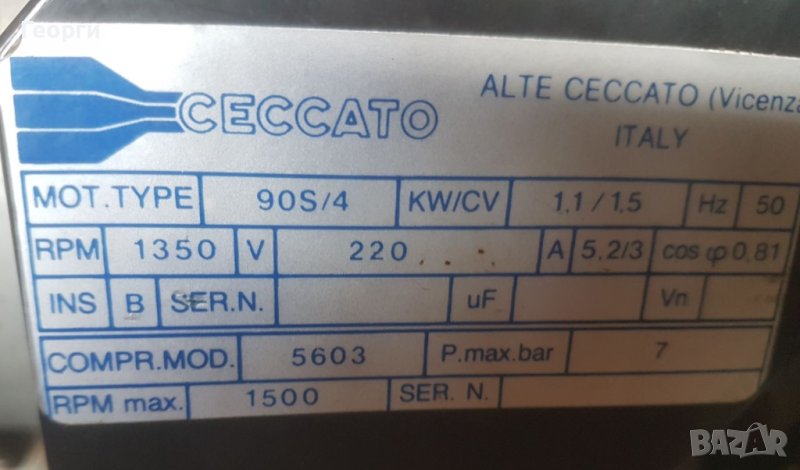 Георги
CECCATO
ALTE CECCATO (Vicenza
ITALY
MOT.TYPE 90S/4 KW/CV 1,1 / 1,5 Hz 50
RPM 1350 V 220 A 5.2/3 cos φ 0,81
INS B SER.N. uF Vn
COMPR.MOD. 5603 P.max.bar 7
RPM max. 1500 SER. N.
BAZAR